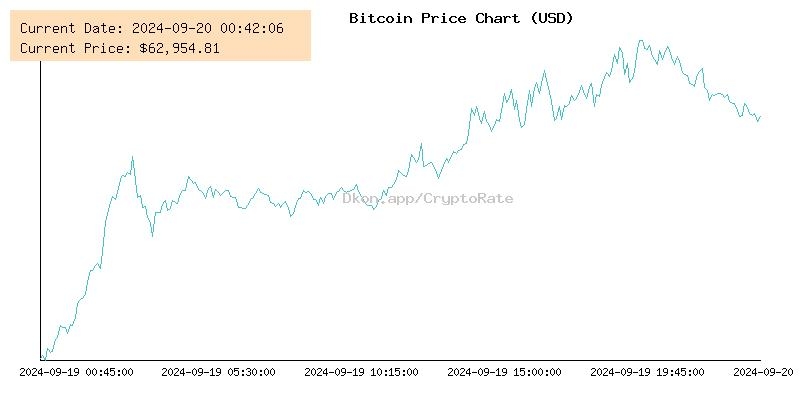 Bitcoin Price Chart (USD)
Current Date: 2024-09-20 00:42:06
Current Price: $62,954.81
Dkon.app/CryptoRate
2024-09-19 00:45:00 2024-09-19 05:30:00 2024-09-19 10:15:00 2024-09-19 15:00:00 2024-09-19 19:45:00 2024-09-20